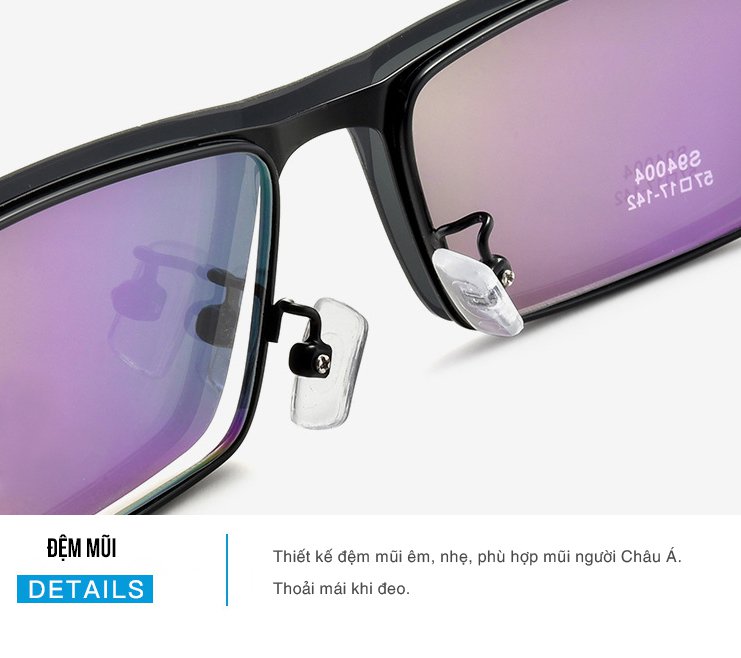 S94004
57□17-142
ĐỆM MŨI
DETAILS
Thiết kế đệm mũi êm, nhẹ, phù hợp mũi người Châu Á.
Thoải mái khi đeo.